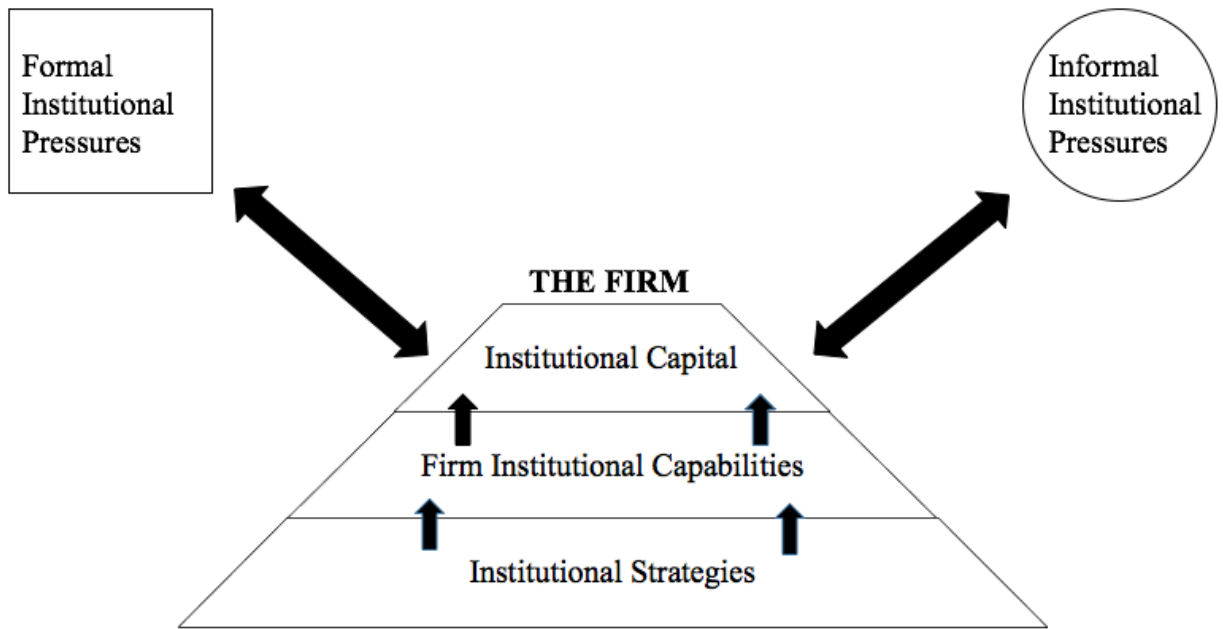 Formal
Institutional
Pressures
Informal
Institutional
Pressures
THE FIRM
Institutional Capital
Firm Institutional Capabilities
Institutional Strategies